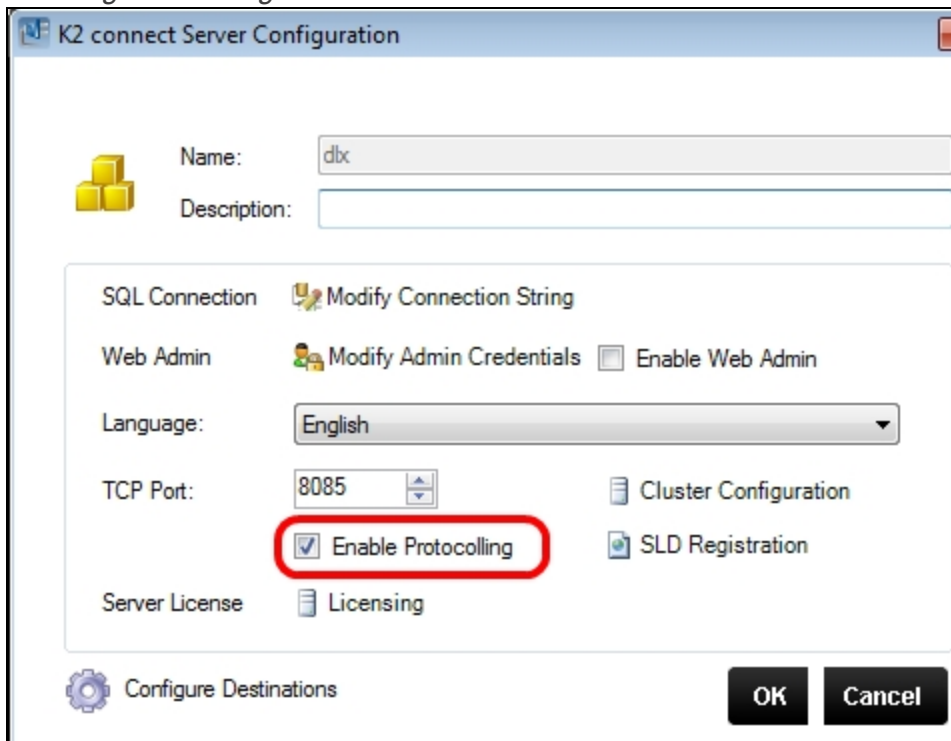 K2 connect Server Configuration
Name: dlx
Description:
SQL Connection Modify Connection String
Web Admin Modify Admin Credentials Enable Web Admin
Language: English
TCP Port: 8085 Cluster Configuration
Enable Protocolling SLD Registration
Server License Licensing
Configure Destinations OK Cancel